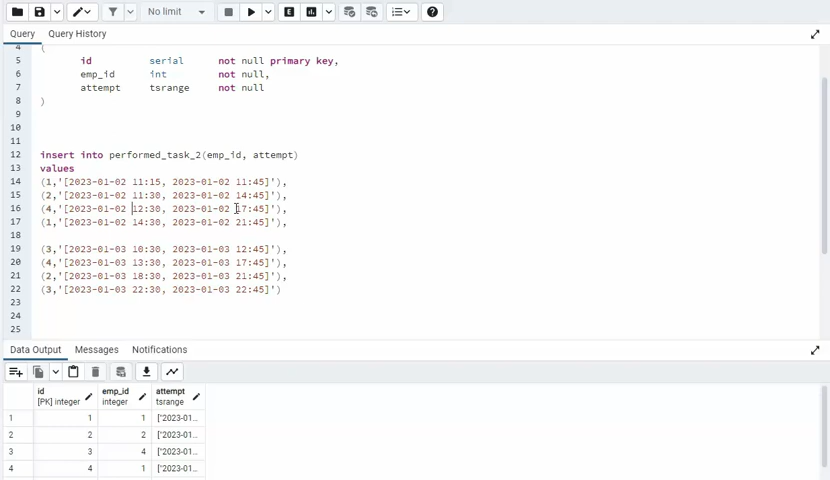 No limit
Query Query History
4 (
5 id serial not null primary key,
6 emp_id int not null,
7 attempt tsrange not null
8 )
9
10
11
12 insert into performed_task_2(emp_id, attempt)
13 values
14 (1,'[2023-01-02 11:15, 2023-01-02 11:45]'),
15 (2,'[2023-01-02 11:30, 2023-01-02 14:45]'),
16 (4,'[2023-01-02 12:30, 2023-01-02 17:45]'),
17 (1,'[2023-01-02 14:30, 2023-01-02 21:45]'),
18
19 (3,'[2023-01-03 10:30, 2023-01-03 12:45]'),
20 (4,'[2023-01-03 13:30, 2023-01-03 17:45]'),
21 (2,'[2023-01-03 18:30, 2023-01-03 21:45]'),
22 (3,'[2023-01-03 22:30, 2023-01-03 22:45]')
23
24
25
Data Output Messages Notifications
id emp_id attempt
[PK] integer integer tsrange
1 1 1 ["2023-01...
2 2 2 ["2023-01...
3 3 4 ["2023-01...
4 4 1 ["2023-01...